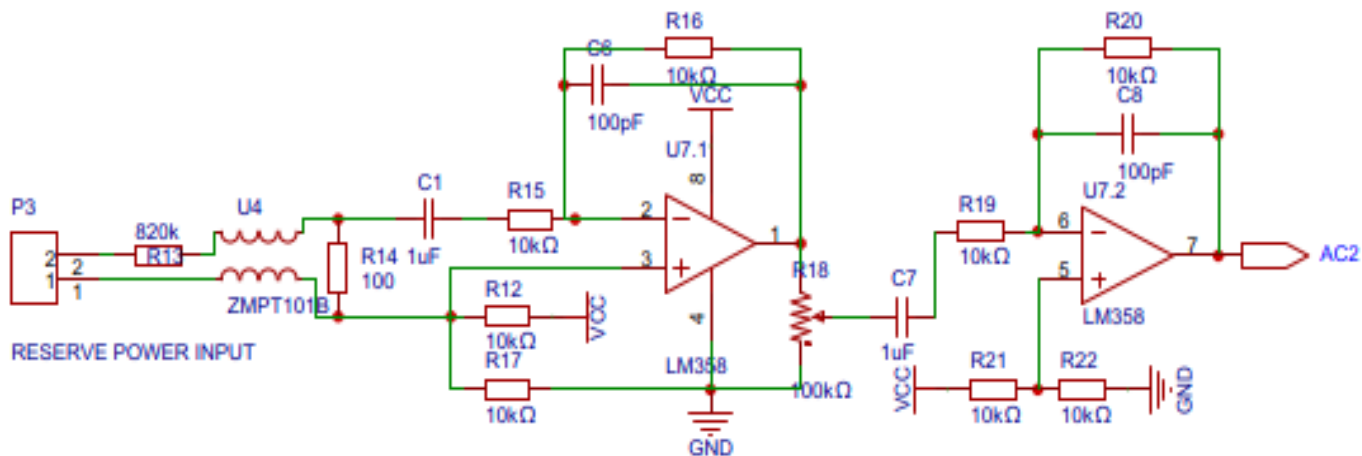 R16
10kΩ
C6
100pF
VCC
U7.1
8
P3
820k
R13
U4
ZMPT101B
2
1
2
1
R14
100
C1
1uF
R15
10kΩ
2
3
1
4
LM358
R12
10kΩ
VCC
R17
10kΩ
GND
RESERVE POWER INPUT
R18
100kΩ
C7
1uF
R19
10kΩ
R20
10kΩ
C8
100pF
U7.2
6
5
7
LM358
AC2
VCC
R21
10kΩ
R22
10kΩ
GND